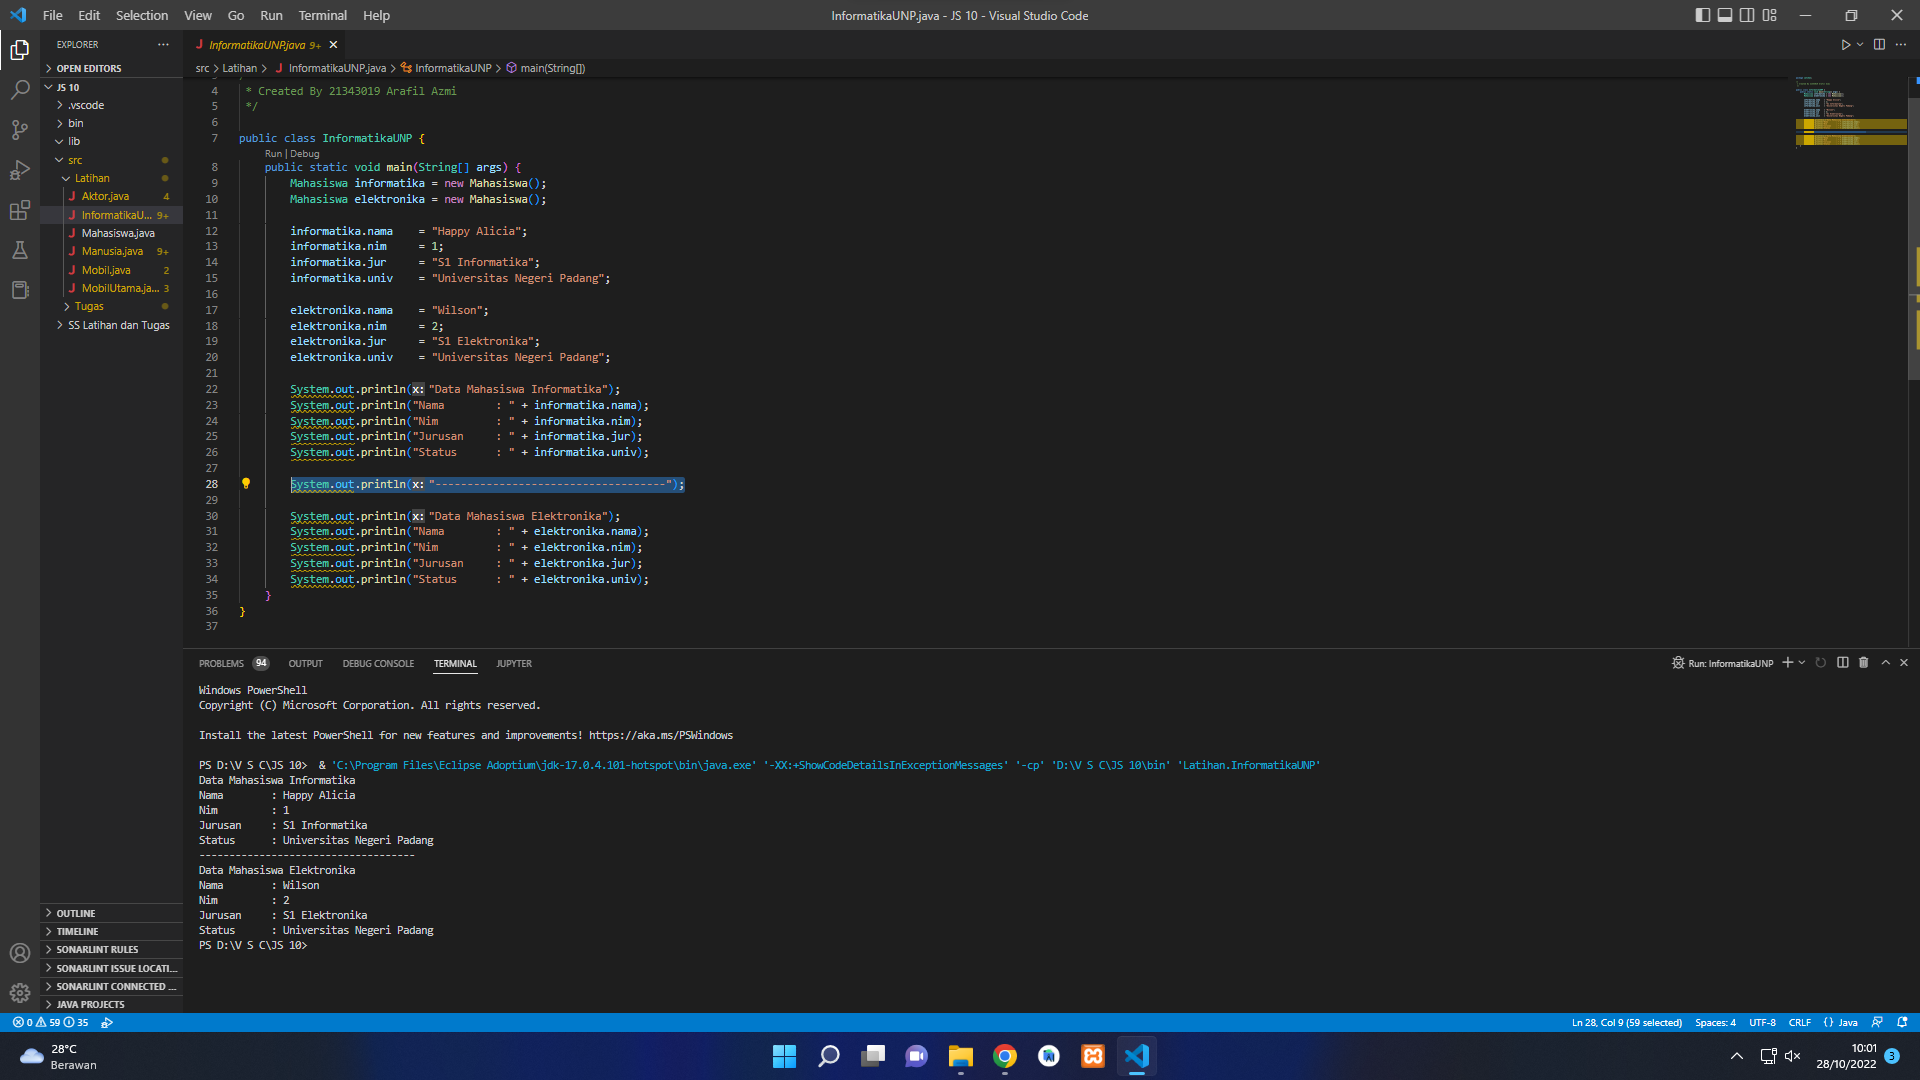 File Edit Selection View Go Run Terminal Help
InformatikaUNP.java - JS 10 - Visual Studio Code
EXPLORER
OPEN EDITORS
JS 10
.vscode
bin
lib
src
Latihan
Aktor.java 4
InformatikaU... 9+
Mahasiswa.java
Manusia.java 9+
Mobil.java 2
MobilUtama.ja... 3
Tugas
SS Latihan dan Tugas
OUTLINE
TIMELINE
SONARLINT RULES
SONARLINT ISSUE LOCATI...
SONARLINT CONNECTED ...
JAVA PROJECTS
InformatikaUNP.java 9+
src > Latihan > InformatikaUNP.java > InformatikaUNP > main(String[])
4 * Created By 21343019 Arafil Azmi
5 */
6
7 public class InformatikaUNP {
Run | Debug
8 public static void main(String[] args) {
9 Mahasiswa informatika = new Mahasiswa();
10 Mahasiswa elektronika = new Mahasiswa();
11
12 informatika.nama = "Happy Alicia";
13 informatika.nim = 1;
14 informatika.jur = "S1 Informatika";
15 informatika.univ = "Universitas Negeri Padang";
16
17 elektronika.nama = "Wilson";
18 elektronika.nim = 2;
19 elektronika.jur = "S1 Elektronika";
20 elektronika.univ = "Universitas Negeri Padang";
21
22 System.out.println(x: "Data Mahasiswa Informatika");
23 System.out.println("Nama : " + informatika.nama);
24 System.out.println("Nim : " + informatika.nim);
25 System.out.println("Jurusan : " + informatika.jur);
26 System.out.println("Status : " + informatika.univ);
27
28 System.out.println(x: "------------------------------------");
29
30 System.out.println(x: "Data Mahasiswa Elektronika");
31 System.out.println("Nama : " + elektronika.nama);
32 System.out.println("Nim : " + elektronika.nim);
33 System.out.println("Jurusan : " + elektronika.jur);
34 System.out.println("Status : " + elektronika.univ);
35 }
36 }
37
PROBLEMS 94 OUTPUT DEBUG CONSOLE TERMINAL JUPYTER
Run: InformatikaUNP
Windows PowerShell
Copyright (C) Microsoft Corporation. All rights reserved.
Install the latest PowerShell for new features and improvements! https://aka.ms/PSWindows
PS D:\V S C\JS 10> & 'C:\Program Files\Eclipse Adoptium\jdk-17.0.4.101-hotspot\bin\java.exe' '-XX:+ShowCodeDetailsInExceptionMessages' '-cp' 'D:\V S C\JS 10\bin' 'Latihan.InformatikaUNP'
Data Mahasiswa Informatika
Nama : Happy Alicia
Nim : 1
Jurusan : S1 Informatika
Status : Universitas Negeri Padang
------------------------------------
Data Mahasiswa Elektronika
Nama : Wilson
Nim : 2
Jurusan : S1 Elektronika
Status : Universitas Negeri Padang
PS D:\V S C\JS 10>
0 59 35
Ln 28, Col 9 (59 selected) Spaces: 4 UTF-8 CRLF {} Java
28°C
Berawan
10:01
28/10/2022
3